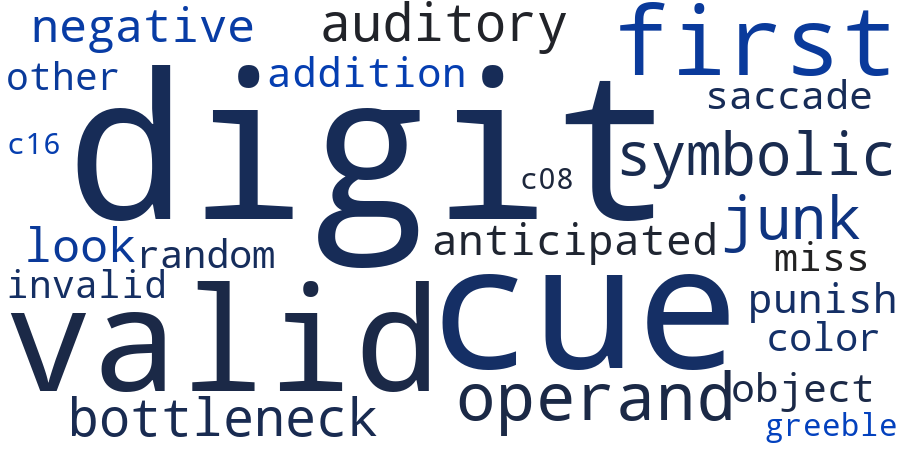 negative
auditory
first
other
addition
saccade
digit
c16
c08
symbolic
junk
look
random
anticipated
miss
invalid
valid
cue
punish
color
bottleneck
operand
object
greeble